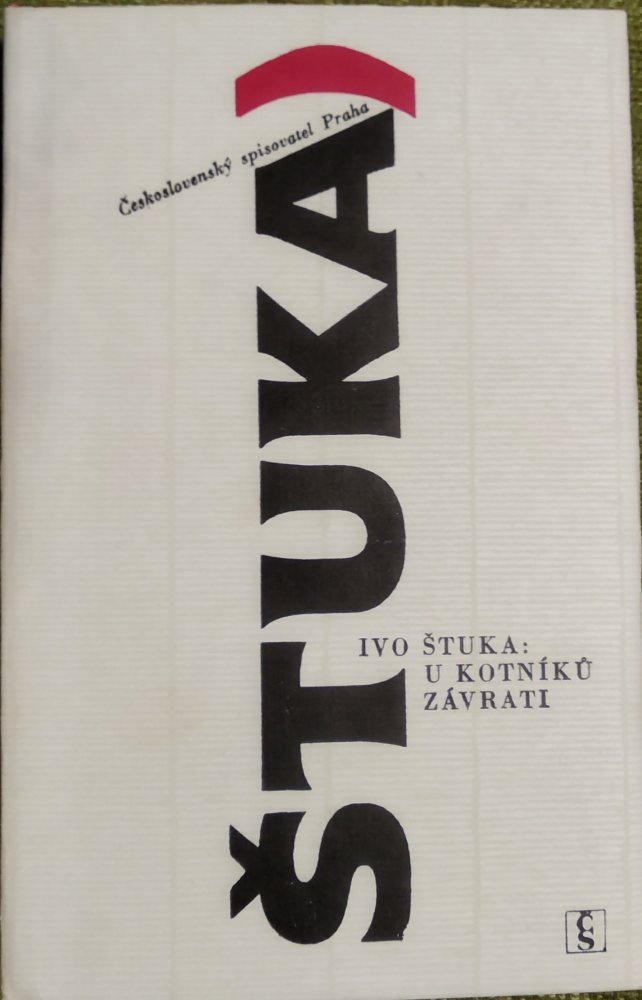 Československý spisovatel Praha
ŠTUKA)
IVO ŠTUKA:
U KOTNÍKŮ
ZÁVRATI
ČS